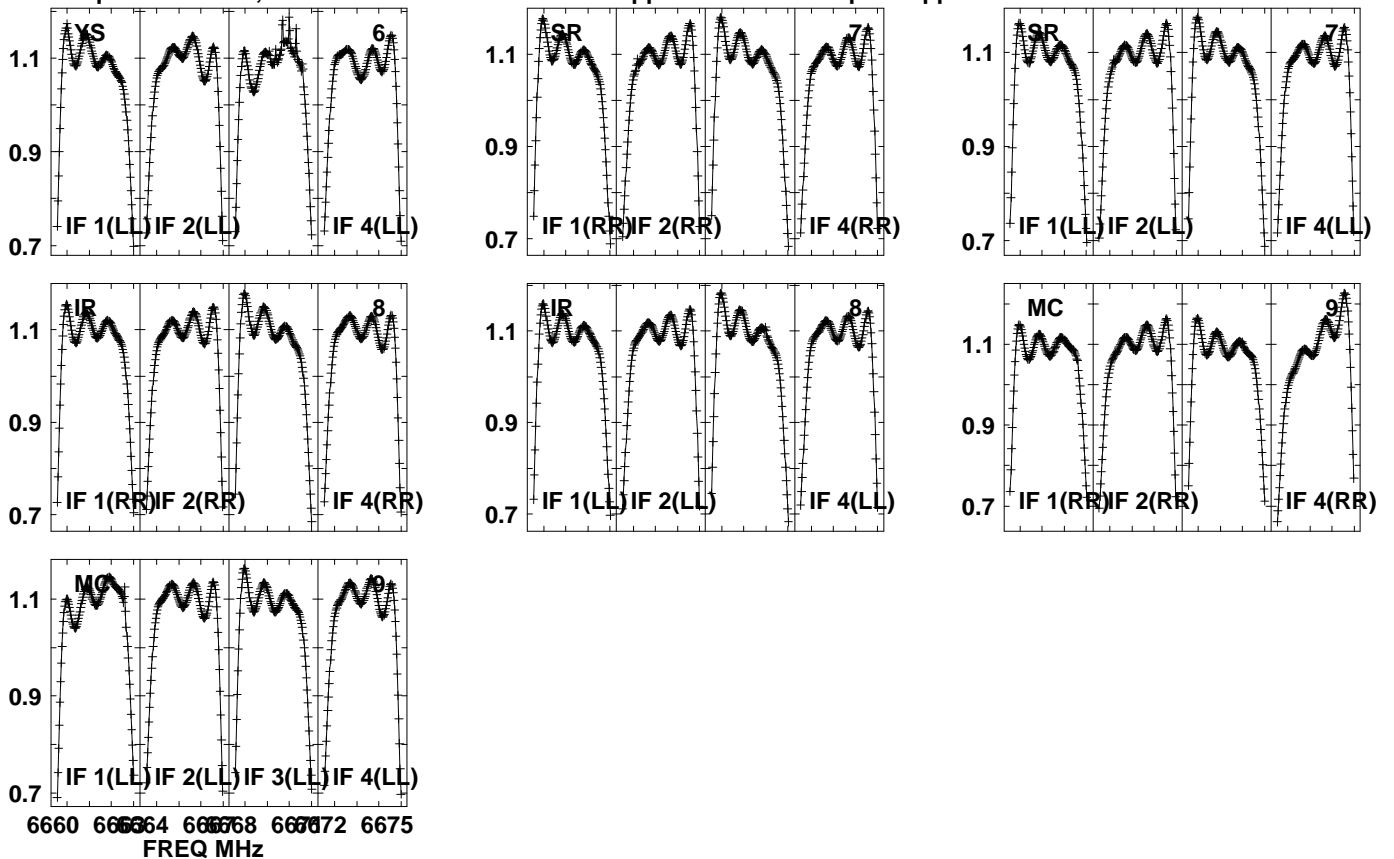 YS 6
1.1
0.9
0.7
IF 1(LL) IF 2(LL) IF 4(LL)
SR 7
1.1
0.9
0.7
IF 1(RR) IF 2(RR) IF 4(RR)
SR 7
1.1
0.9
0.7
IF 1(LL) IF 2(LL) IF 4(LL)
IR 8
1.1
0.9
0.7
IF 1(RR) IF 2(RR) IF 4(RR)
IR 8
1.1
0.9
0.7
IF 1(LL) IF 2(LL) IF 4(LL)
MC 9
1.1
0.9
0.7
IF 1(RR) IF 2(RR) IF 4(RR)
MC 9
1.1
0.9
0.7
IF 1(LL) IF 2(LL) IF 3(LL) IF 4(LL)
6660 6663 6664 6667 6668 6671 6672 6675
FREQ MHz